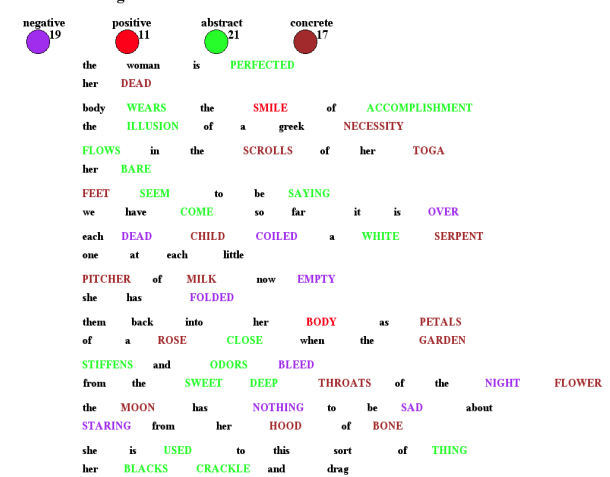 negative positive abstract concrete
19 11 21 17
the woman is PERFECTED
her DEAD
body WEARS the SMILE of ACCOMPLISHMENT
the ILLUSION of a greek NECESSITY
FLOWS in the SCROLLS of her TOGA
her BARE
FEET SEEM to be SAYING
we have COME so far it is OVER
each DEAD CHILD COILED a WHITE SERPENT
one at each little
PITCHER of MILK now EMPTY
she has FOLDED
them back into her BODY as PETALS
of a ROSE CLOSE when the GARDEN
STIFFENS and ODORS BLEED
from the SWEET DEEP THROATS of the NIGHT FLOWER
the MOON has NOTHING to be SAD about
STARING from her HOOD of BONE
she is USED to this sort of THING
her BLACKS CRACKLE and drag